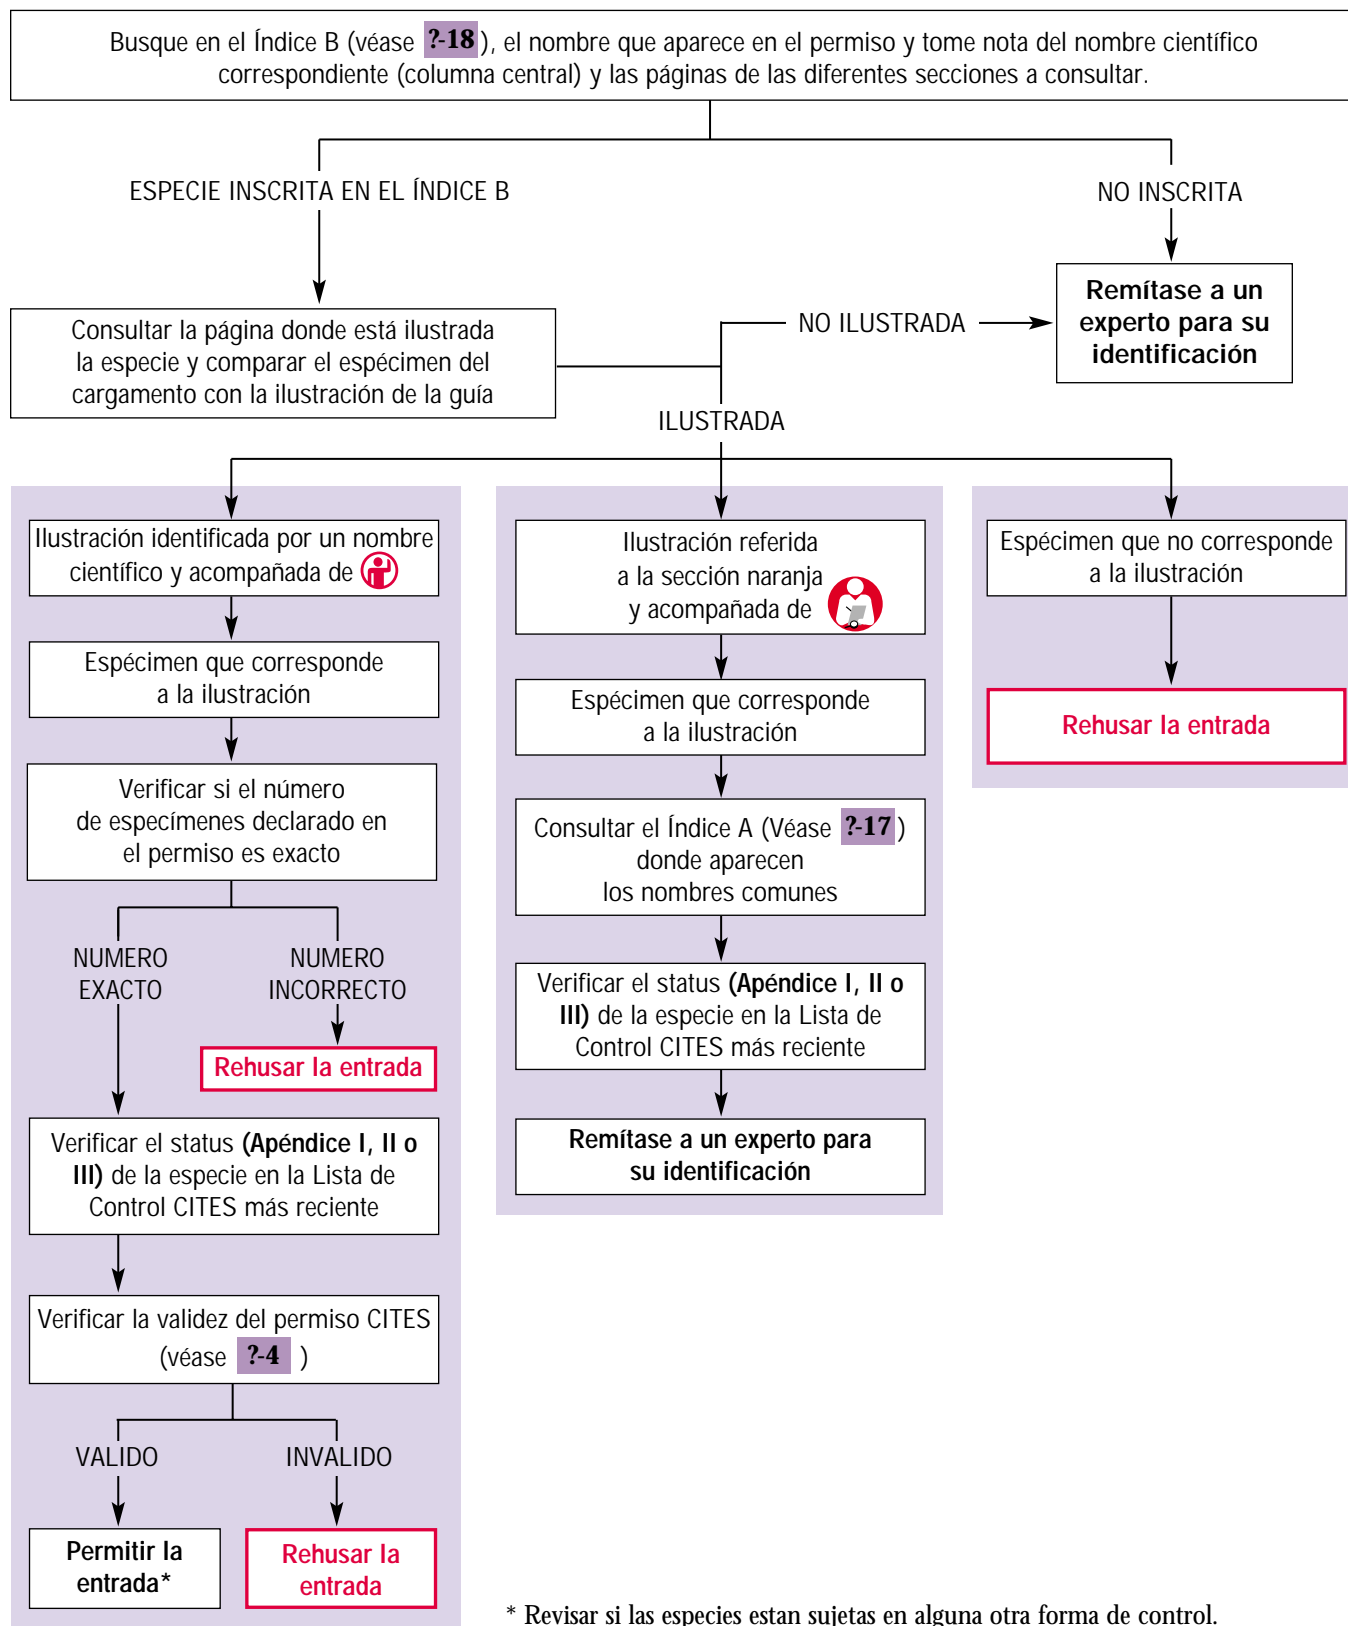 Busque en el Índice B (véase ?-18), el nombre que aparece en el permiso y tome nota del nombre científico
correspondiente (columna central) y las páginas de las diferentes secciones a consultar.
ESPECIE INSCRITA EN EL ÍNDICE B
NO INSCRITA
Consultar la página donde está ilustrada
la especie y comparar el espécimen del
cargamento con la ilustración de la guía
NO ILUSTRADA
Remítase a un
experto para su
identificación
ILUSTRADA
Ilustración identificada por un nombre
científico y acompañada de
Espécimen que corresponde
a la ilustración
Verificar si el número
de especímenes declarado en
el permiso es exacto
NUMERO
EXACTO
NUMERO
INCORRECTO
Rehusar la entrada
Verificar el status (Apéndice I, II o
III) de la especie en la Lista de
Control CITES más reciente
Verificar la validez del permiso CITES
(véase ?-4 )
VALIDO
INVALIDO
Permitir la
entrada*
Rehusar la
entrada
Ilustración referida
a la sección naranja
y acompañada de
Espécimen que corresponde
a la ilustración
Consultar el Índice A (Véase ?-17)
donde aparecen
los nombres comunes
Verificar el status (Apéndice I, II o
III) de la especie en la Lista de
Control CITES más reciente
Remítase a un experto para
su identificación
Espécimen que no corresponde
a la ilustración
Rehusar la entrada
* Revisar si las especies estan sujetas en alguna otra forma de control.